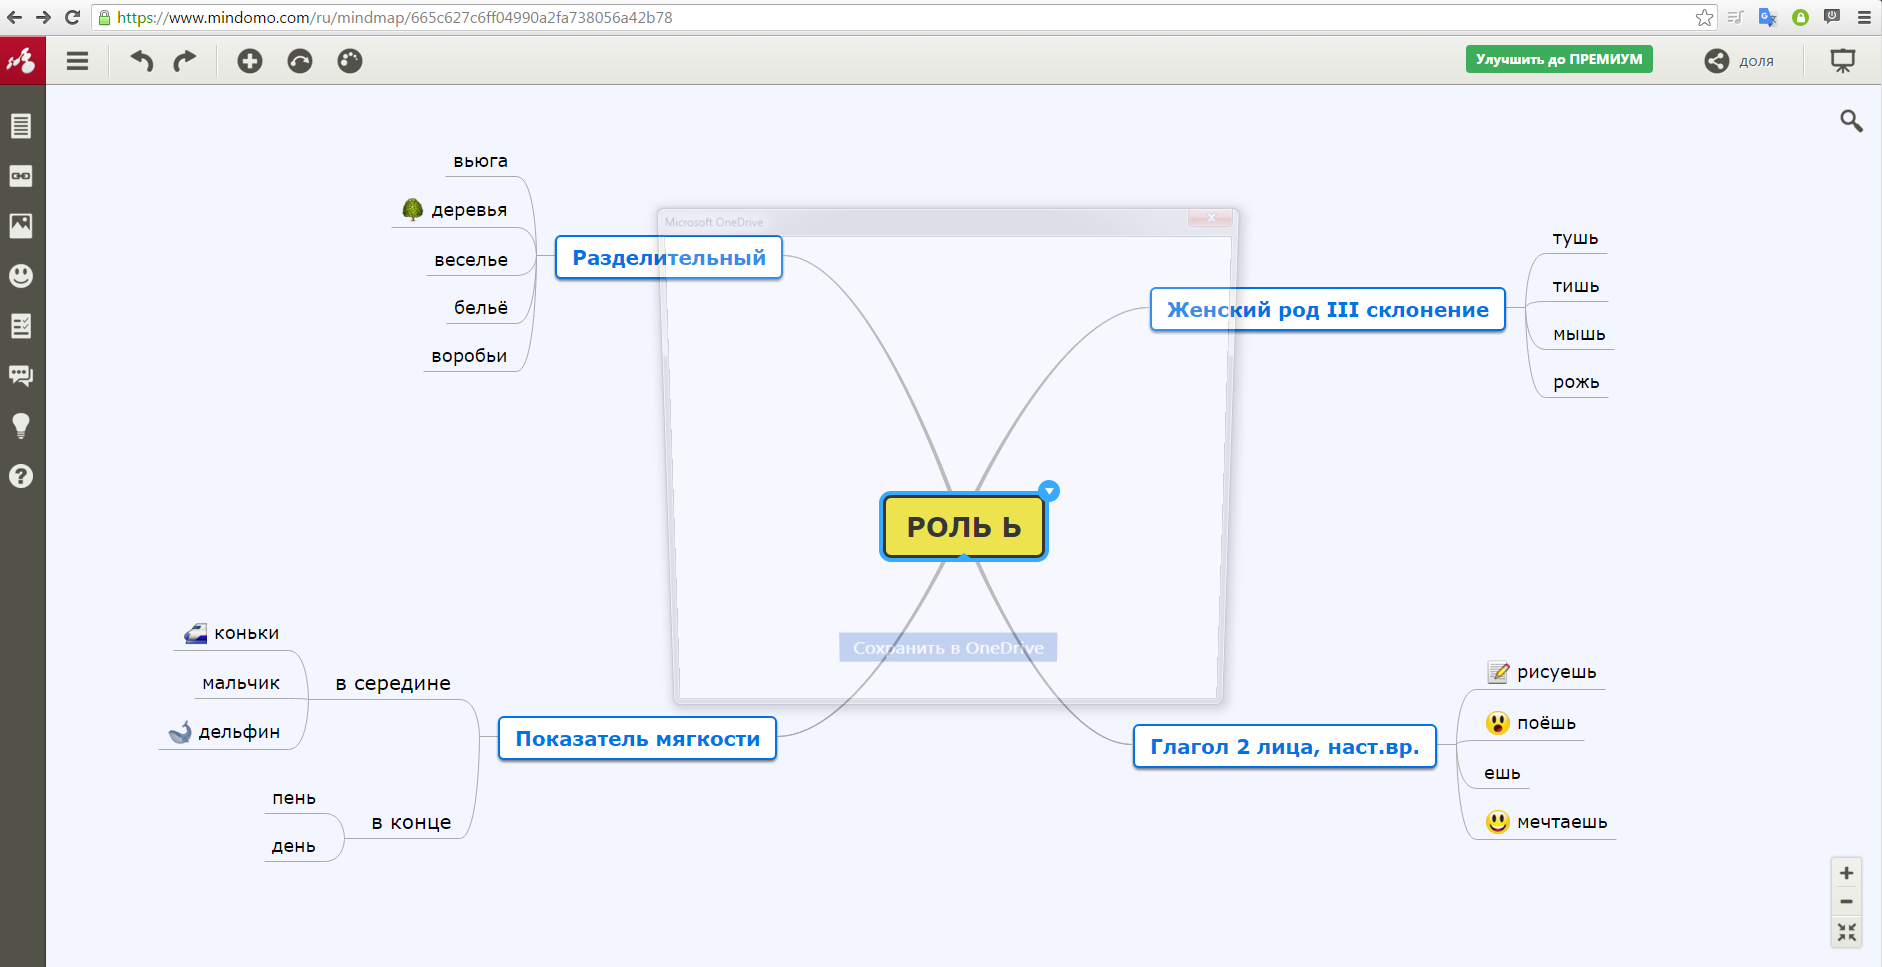 https://www.mindomo.com/ru/mindmap/665c627c6ff04990a2fa738056a42b78
Улучшить до ПРЕМИУМ
доля
вьюга
деревья
веселье
бельё
воробьи
Разделительный
Microsoft OneDrive
Женский род III склонение
тушь
тишь
мышь
рожь
РОЛЬ Ь
Сохранить в OneDrive
коньки
мальчик
дельфин
в середине
Показатель мягкости
пень
день
в конце
Глагол 2 лица, наст.вр.
рисуешь
поёшь
ешь
мечтаешь